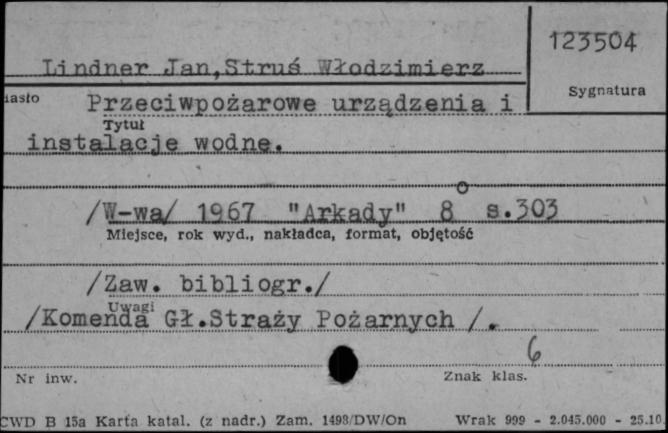 123504
Lindner Jan,Struś Włodzimierz
Sygnatura
Przeciwpożarowe urządzenia i
Tytuł
instalacje wodne.
/W-wa/ 1967 "Arkady" 8° s.303
Miejsce, rok wyd., nakładca, format, objętość
/Zaw. bibliogr./
Uwagi
/Komenda Gł.Straży Pożarnych /.
6
Nr inw.
Znak klas.
CWD B 15a Karta katal. (z nadr.) Zam. 1498/DW/On Wrak 999 - 2.045.000 - 25.10